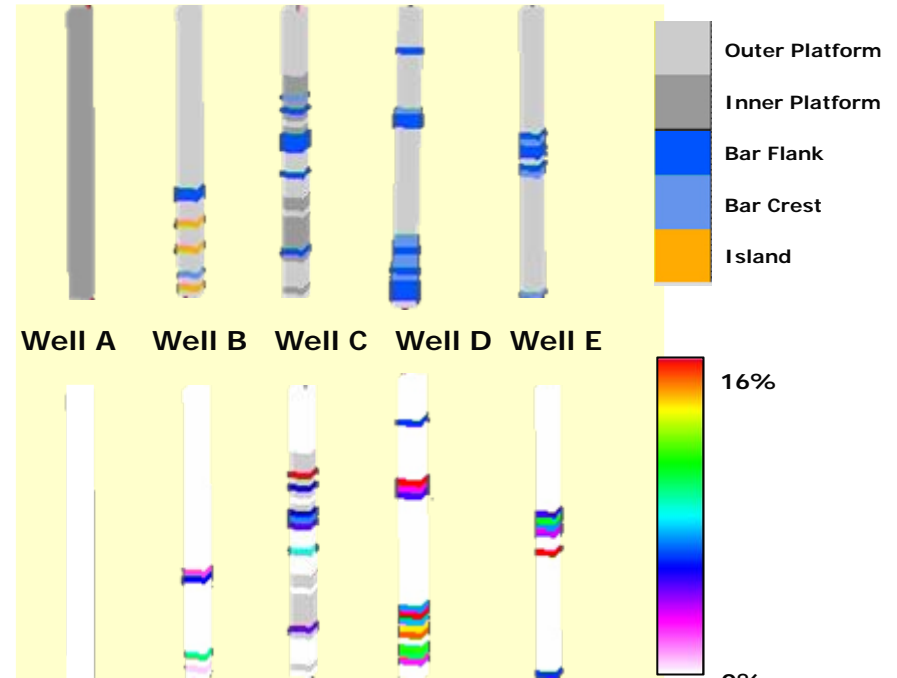 Outer Platform
Inner Platform
Bar Flank
Bar Crest
Island
Well A Well B Well C Well D Well E
16%